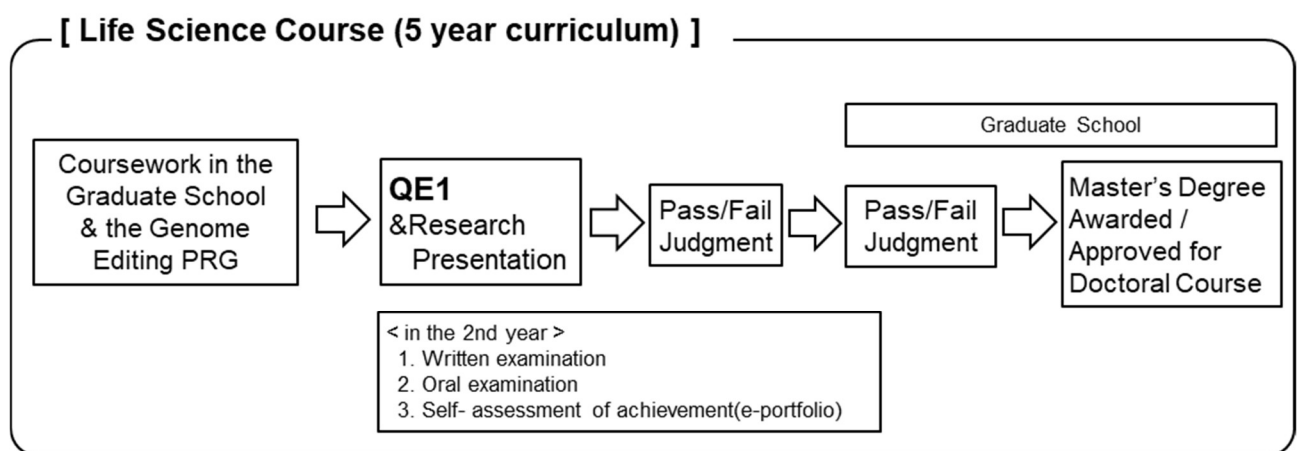 [ Life Science Course (5 year curriculum) ]
Graduate School
Coursework in the
Graduate School
& the Genome
Editing PRG
QE1
&Research
Presentation
Pass/Fail
Judgment
Pass/Fail
Judgment
Master's Degree
Awarded /
Approved for
Doctoral Course
< in the 2nd year >
1. Written examination
2. Oral examination
3. Self- assessment of achievement(e-portfolio)